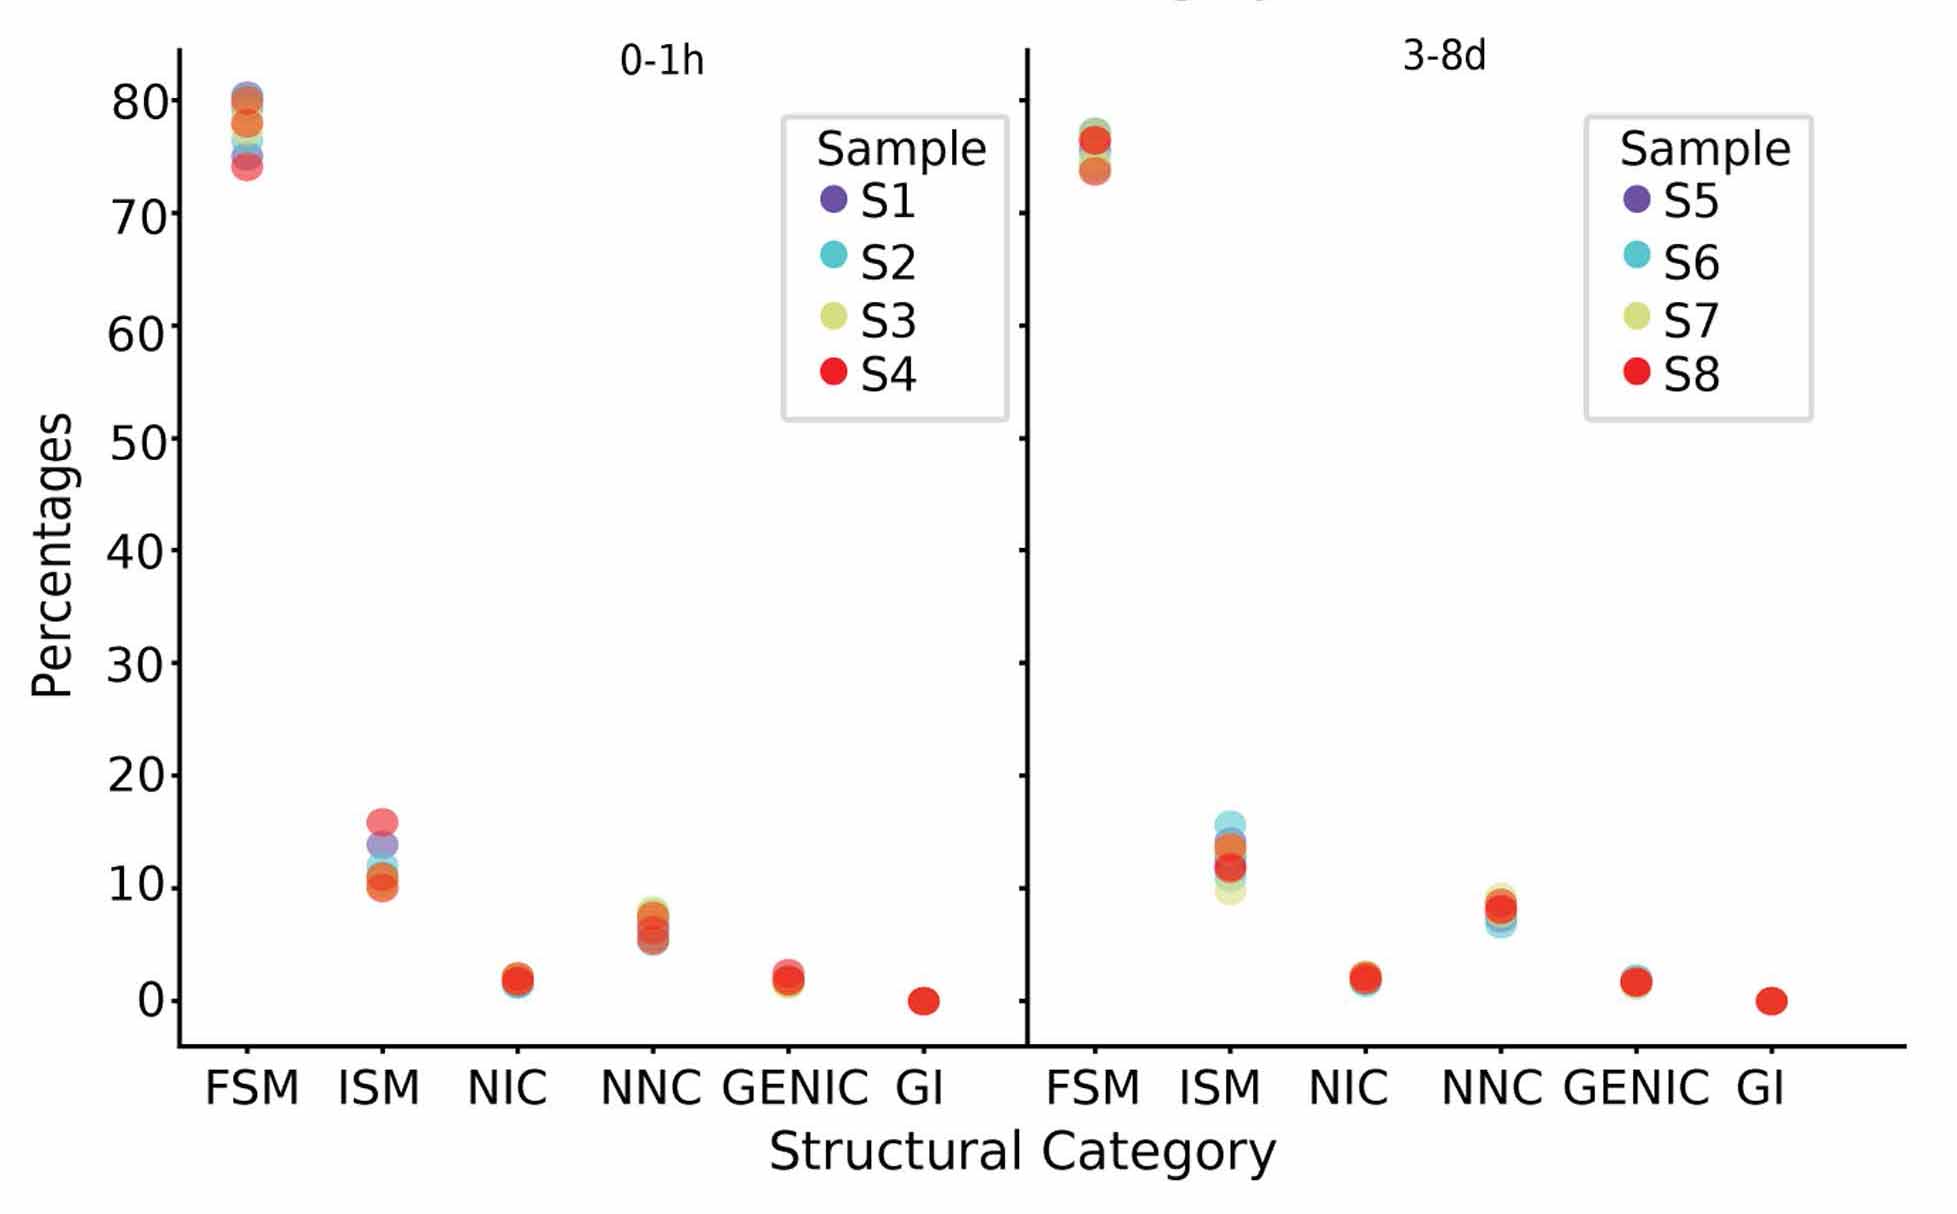 0-1h
3-8d
Percentages
80
70
60
50
40
30
20
10
0
Sample
S1
S2
S3
S4
Sample
S5
S6
S7
S8
FSM ISM NIC NNC GENIC GI
FSM ISM NIC NNC GENIC GI
Structural Category